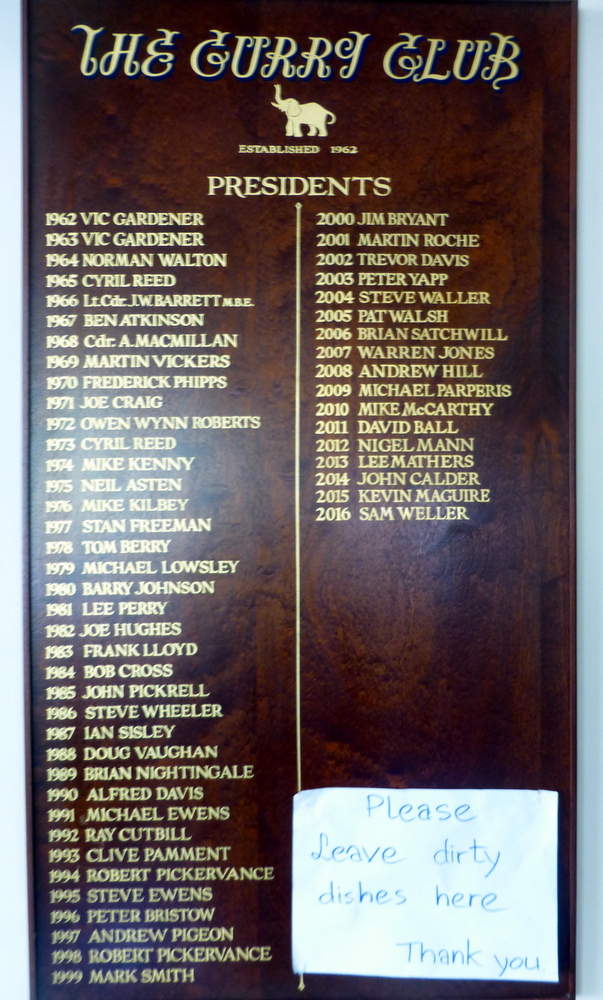 THE CURRY CLUB
ESTABLISHED 1962
PRESIDENTS
1962 VIC GARDENER
1963 VIC GARDENER
1964 NORMAN WALTON
1965 CYRIL REED
1966 Lt. Cdr. J.W. BARRETT M.B.E.
1967 BEN ATKINSON
1968 Cdr. A. MACMILLAN
1969 MARTIN VICKERS
1970 FREDERICK PHIPPS
1971 JOE CRAIG
1972 OWEN WYNN ROBERTS
1973 CYRIL REED
1974 MIKE KENNY
1975 NEIL ASTEN
1976 MIKE KILBEY
1977 STAN FREEMAN
1978 TOM BERRY
1979 MICHAEL LOWSLEY
1980 BARRY JOHNSON
1981 LEE PERRY
1982 JOE HUGHES
1983 FRANK LLOYD
1984 BOB CROSS
1985 JOHN PICKRELL
1986 STEVE WHEELER
1987 IAN SISLEY
1988 DOUG VAUGHAN
1989 BRIAN NIGHTINGALE
1990 ALFRED DAVIS
1991 MICHAEL EWENS
1992 RAY CUTBILL
1993 CLIVE PAMMENT
1994 ROBERT PICKERVANCE
1995 STEVE EWENS
1996 PETER BRISTOW
1997 ANDREW PIGEON
1998 ROBERT PICKERVANCE
1999 MARK SMITH
2000 JIM BRYANT
2001 MARTIN ROCHE
2002 TREVOR DAVIS
2003 PETER YAPP
2004 STEVE WALLER
2005 PAT WALSH
2006 BRIAN SATCHWILL
2007 WARREN JONES
2008 ANDREW HILL
2009 MICHAEL PARPERIS
2010 MIKE McCARTHY
2011 DAVID BALL
2012 NIGEL MANN
2013 LEE MATHERS
2014 JOHN CALDER
2015 KEVIN MAGUIRE
2016 SAM WELLER
Please
Leave dirty
dishes here
Thank you